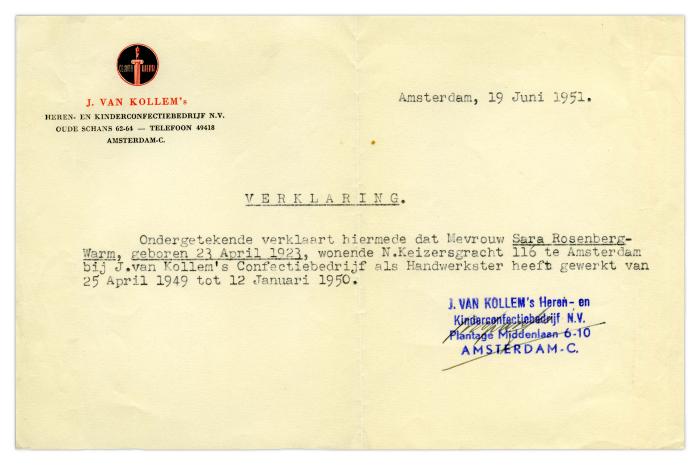 J. VAN KOLLEM's
HEREN- EN KINDERCONFECTIEBEDRIJF N.V.
OUDE SCHANS 62-64 — TELEFOON 49418
AMSTERDAM-C.
Amsterdam, 19 Juni 1951.
VERKLARING.
Ondergetekende verklaart hiermede dat Mevrouw Sara Rosenberg-
Warm, geboren 23 April 1923, wonende N.Keizersgracht 116 te Amsterdam
bij J.van Kollem's Confectiebedrijf als Handwerkster heeft gewerkt van
25 April 1949 tot 12 Januari 1950.
J. VAN KOLLEM's Heren- en
Kinderconfectiebedrijf N.V.
Plantage Middenlaan 6-10
AMSTERDAM-C.